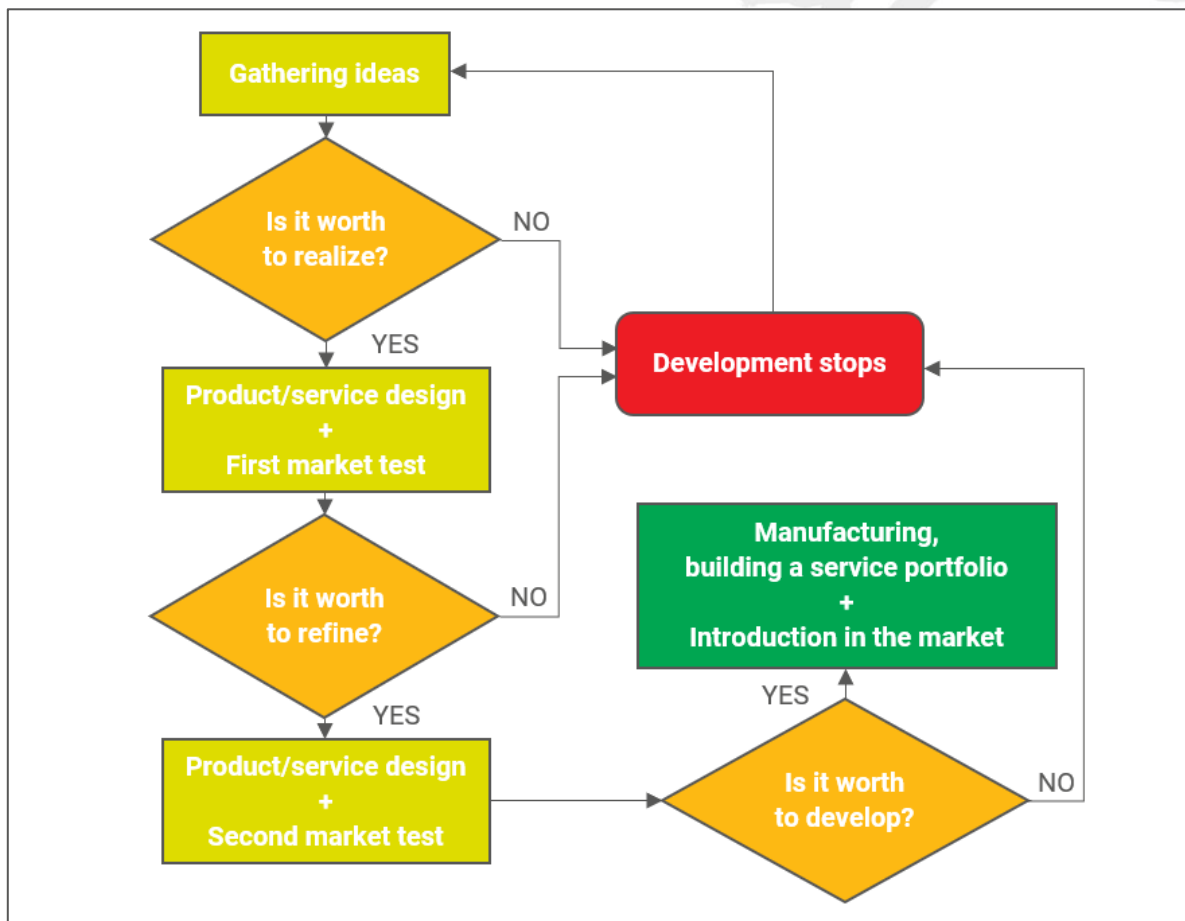 Gathering ideas
Is it worth
to realize?
NO
YES
Development stops
Product/service design
+
First market test
Is it worth
to refine?
NO
YES
Manufacturing,
building a service portfolio
+
Introduction in the market
YES
Product/service design
+
Second market test
Is it worth
to develop?
NO